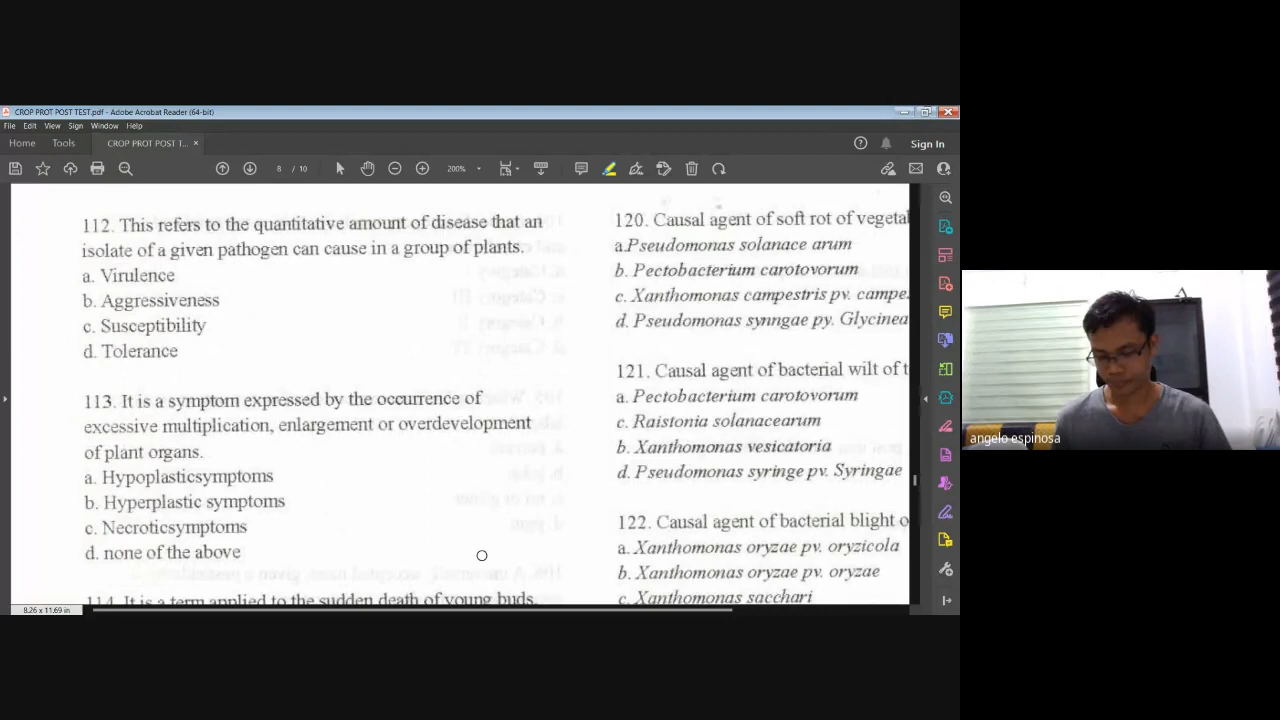 CROP PROT POST TEST.pdf - Adobe Acrobat Reader (64-bit)
File Edit View Sign Window Help
Home Tools CROP PROT POST T... ×
Sign In
8 / 10
200%
112. This refers to the quantitative amount of disease that an
isolate of a given pathogen can cause in a group of plants.
a. Virulence
b. Aggressiveness
c. Susceptibility
d. Tolerance
113. It is a symptom expressed by the occurrence of
excessive multiplication, enlargement or overdevelopment
of plant organs.
a. Hypoplasticsymptoms
b. Hyperplastic symptoms
c. Necroticsymptoms
d. none of the above
114. It is a term applied to the sudden death of young buds,
120. Causal agent of soft rot of vegetal
a.Pseudomonas solanace arum
b. Pectobacterium carotovorum
c. Xanthomonas campestris pv. campe.
d. Pseudomonas synngae py. Glycinea
121. Causal agent of bacterial wilt of t
a. Pectobacterium carotovorum
c. Raistonia solanacearum
b. Xanthomonas vesicatoria
d. Pseudomonas syringe pv. Syringae
122. Causal agent of bacterial blight o
a. Xanthomonas oryzae pv. oryzicola
b. Xanthomonas oryzae pv. oryzae
c. Xanthomonas sacchari
8.26 x 11.69 in
angelo espinosa